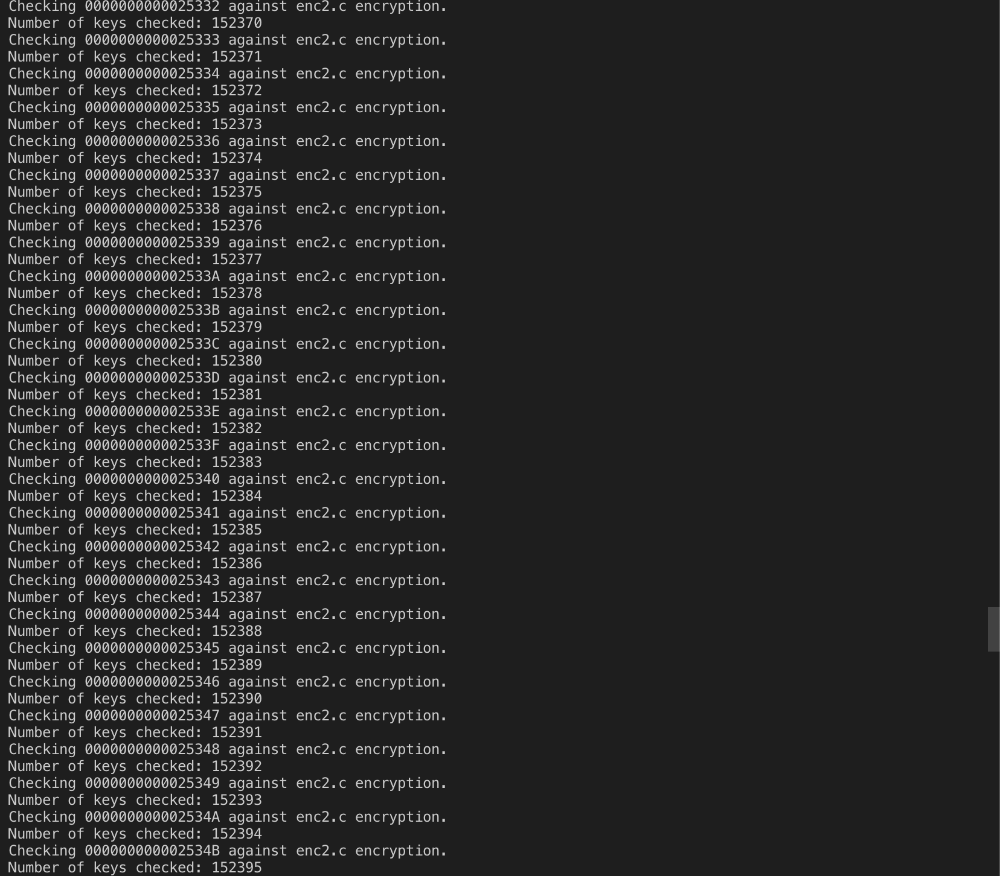 Checking 0000000000025332 against enc2.c encryption.
Number of keys checked: 152370
Checking 0000000000025333 against enc2.c encryption.
Number of keys checked: 152371
Checking 0000000000025334 against enc2.c encryption.
Number of keys checked: 152372
Checking 0000000000025335 against enc2.c encryption.
Number of keys checked: 152373
Checking 0000000000025336 against enc2.c encryption.
Number of keys checked: 152374
Checking 0000000000025337 against enc2.c encryption.
Number of keys checked: 152375
Checking 0000000000025338 against enc2.c encryption.
Number of keys checked: 152376
Checking 0000000000025339 against enc2.c encryption.
Number of keys checked: 152377
Checking 000000000002533A against enc2.c encryption.
Number of keys checked: 152378
Checking 000000000002533B against enc2.c encryption.
Number of keys checked: 152379
Checking 000000000002533C against enc2.c encryption.
Number of keys checked: 152380
Checking 000000000002533D against enc2.c encryption.
Number of keys checked: 152381
Checking 000000000002533E against enc2.c encryption.
Number of keys checked: 152382
Checking 000000000002533F against enc2.c encryption.
Number of keys checked: 152383
Checking 0000000000025340 against enc2.c encryption.
Number of keys checked: 152384
Checking 0000000000025341 against enc2.c encryption.
Number of keys checked: 152385
Checking 0000000000025342 against enc2.c encryption.
Number of keys checked: 152386
Checking 0000000000025343 against enc2.c encryption.
Number of keys checked: 152387
Checking 0000000000025344 against enc2.c encryption.
Number of keys checked: 152388
Checking 0000000000025345 against enc2.c encryption.
Number of keys checked: 152389
Checking 0000000000025346 against enc2.c encryption.
Number of keys checked: 152390
Checking 0000000000025347 against enc2.c encryption.
Number of keys checked: 152391
Checking 0000000000025348 against enc2.c encryption.
Number of keys checked: 152392
Checking 0000000000025349 against enc2.c encryption.
Number of keys checked: 152393
Checking 000000000002534A against enc2.c encryption.
Number of keys checked: 152394
Checking 000000000002534B against enc2.c encryption.
Number of keys checked: 152395